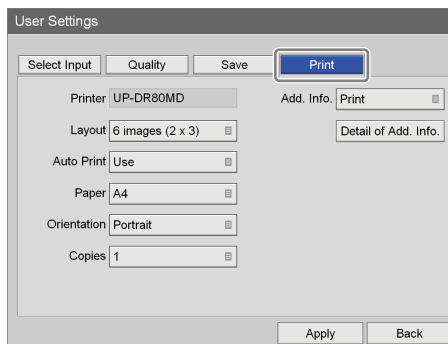 User Settings
Select Input Quality Save Print
Printer UP-DR80MD Add. Info. Print
Layout 6 images (2 x 3) Detail of Add. Info.
Auto Print Use
Paper A4
Orientation Portrait
Copies 1
Apply Back